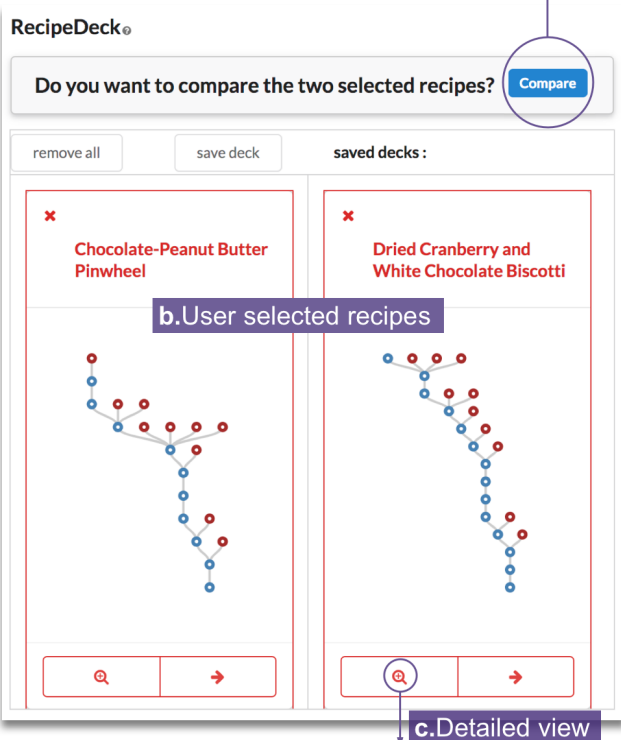 RecipeDeck
Do you want to compare the two selected recipes? Compare
remove all save deck saved decks :
Chocolate-Peanut Butter
Pinwheel
Dried Cranberry and
White Chocolate Biscotti
b.User selected recipes
c.Detailed view